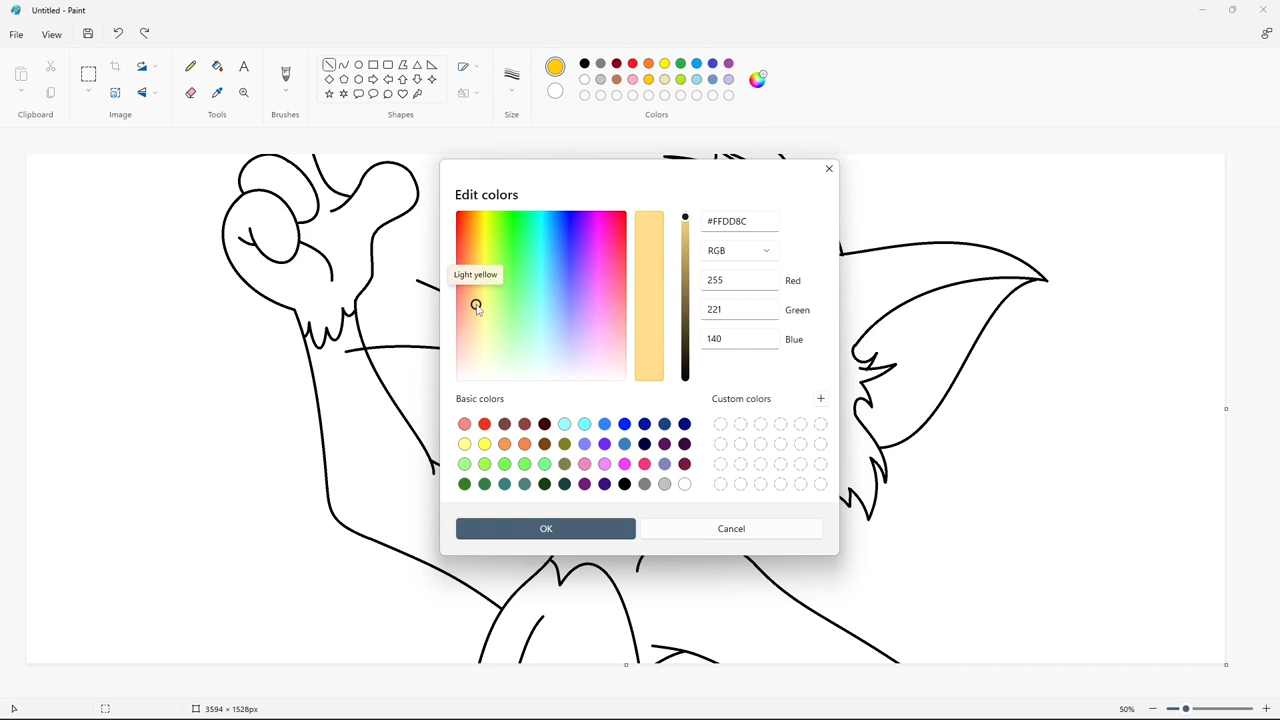 Untitled - Paint
File View
Clipboard Image Tools Brushes Shapes Size Colors
Edit colors
#FFDD8C
RGB
Light yellow
255 Red
221 Green
140 Blue
Basic colors Custom colors
OK Cancel
3594 × 1528px 50%